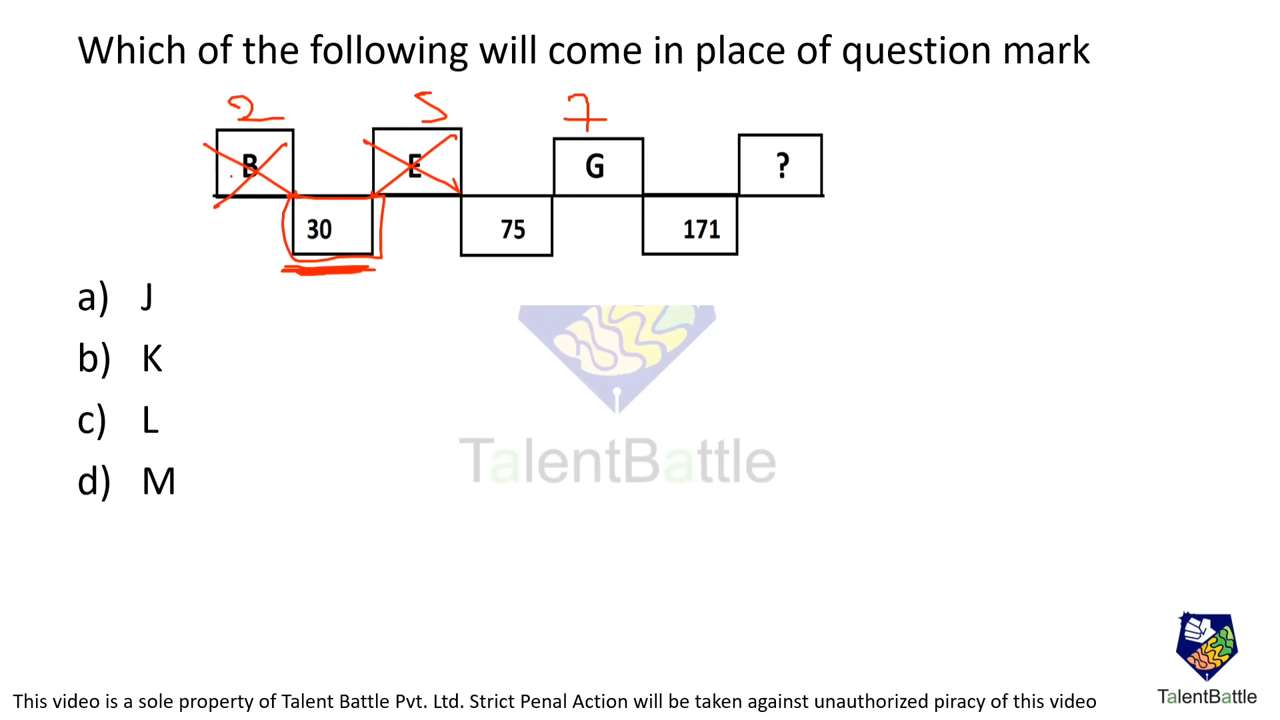 Which of the following will come in place of question mark
2 5 7
B E G ?
30 75 171
a) J
b) K
c) L
d) M
TalentBattle
TalentBattle
This video is a sole property of Talent Battle Pvt. Ltd. Strict Penal Action will be taken against unauthorized piracy of this video